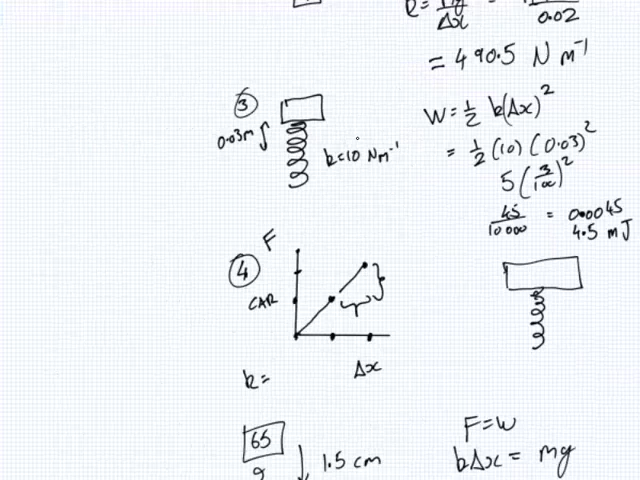 0.02
= 490.5 N m⁻¹
③
0.03m
k=10 Nm⁻¹
W = ½ k(Δx)²
= ½ (10) (0.03)²
5 (3/100)²
45/10000 = 0.0045
4.5 mJ
④
F
CAR
Δx
k=
65
1.5 cm
F=W
kΔx = mg